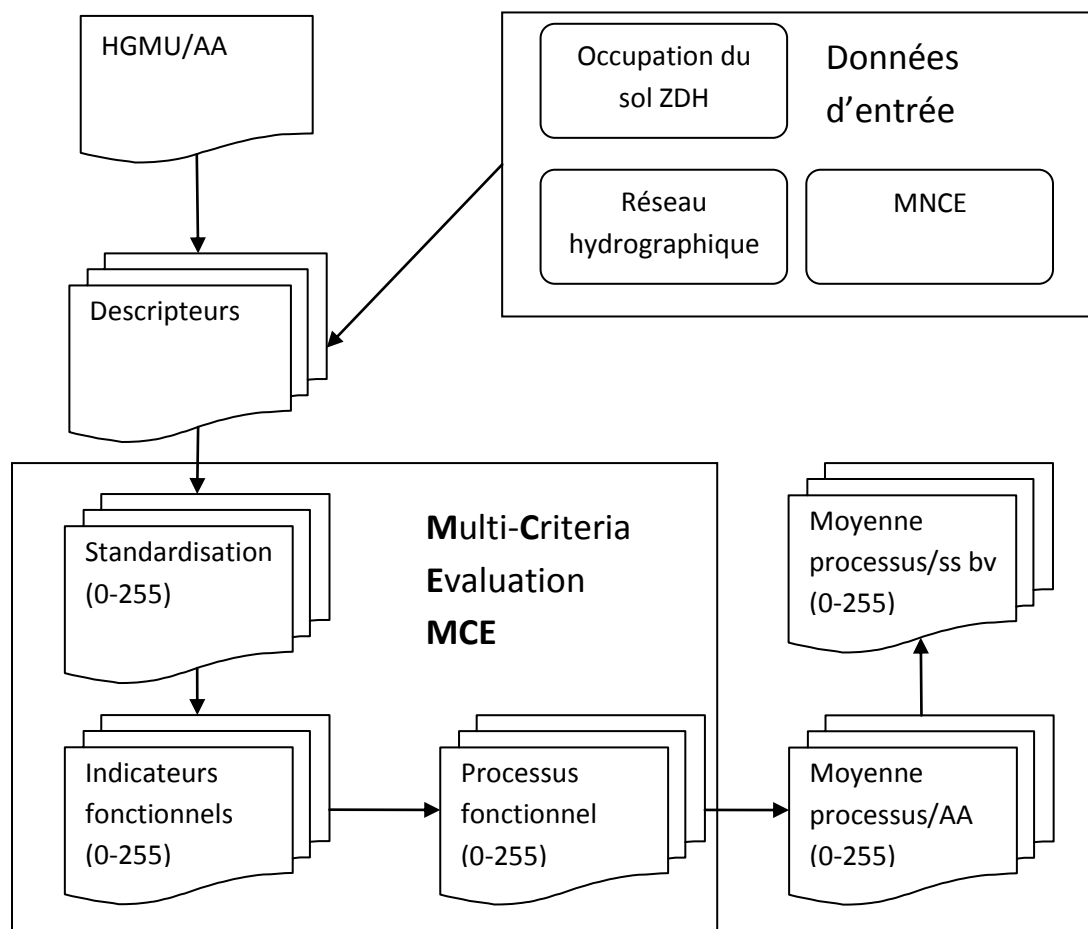 HGMU/AA
Occupation du
sol ZDH
Données
d’entrée
Réseau
hydrographique
MNCE
Descripteurs
Standardisation
(0-255)
Multi-Criteria
Evaluation
MCE
Moyenne
processus/ss bv
(0-255)
Indicateurs
fonctionnels
(0-255)
Processus
fonctionnel
(0-255)
Moyenne
processus/AA
(0-255)